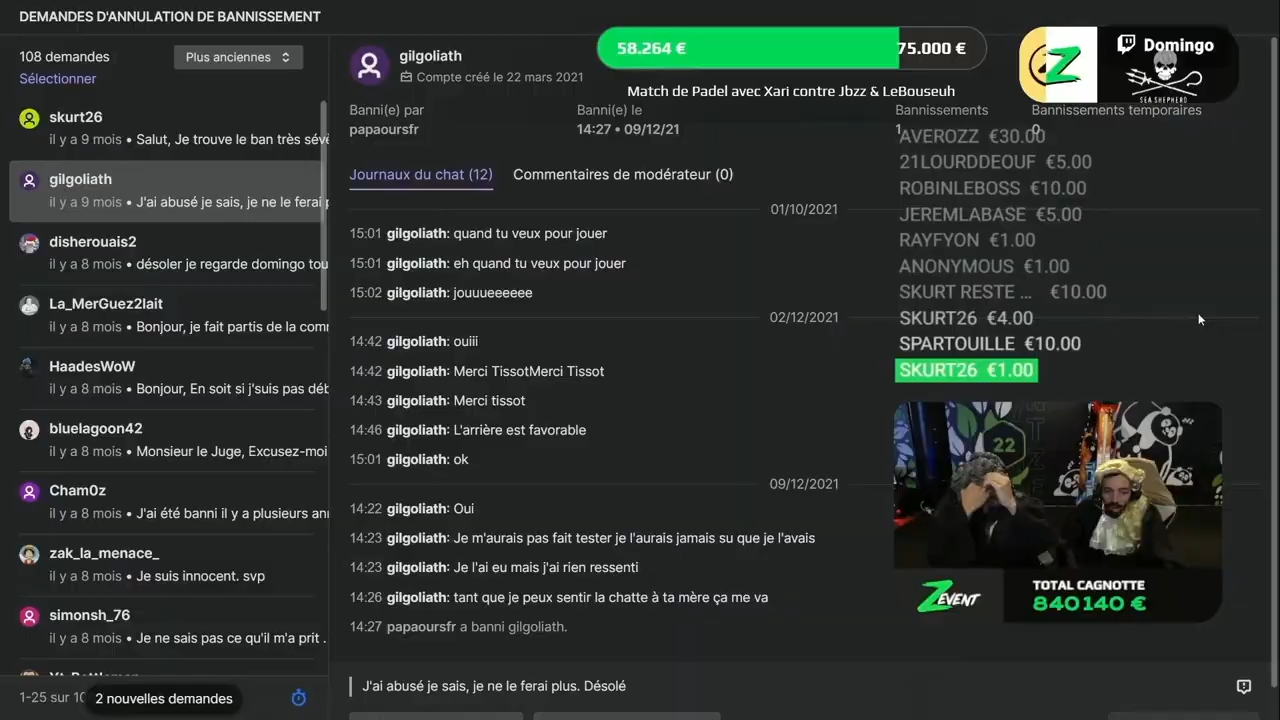 DEMANDES D'ANNULATION DE BANNISSEMENT
108 demandes
Plus anciennes
Sélectionner
skurt26
il y a 9 mois • Salut, Je trouve le ban très sévè
gilgoliath
il y a 9 mois • J'ai abusé je sais, je ne le ferai p
disherouais2
il y a 8 mois • désoler je regarde domingo tou
La_MerGuez2lait
il y a 8 mois • Bonjour, je fait partis de la comr
HaadesWoW
il y a 8 mois • Bonjour, En soit si j'suis pas déb
bluelagoon42
il y a 8 mois • Monsieur le Juge, Excusez-moi
Cham0z
il y a 8 mois • J'ai été banni il y a plusieurs anr
zak_la_menace_
il y a 8 mois • Je suis innocent. svp
simonsh_76
il y a 8 mois • Je ne sais pas ce qu'il m'a prit .
1-25 sur 10
2 nouvelles demandes
gilgoliath
Compte créé le 22 mars 2021
58.264 €
75.000 €
Match de Padel avec Xari contre Jbzz & LeBouseuh
Domingo
SEA SHEPHERD
Banni(e) par
papaoursfr
Banni(e) le
14:27 • 09/12/21
Bannissements
1
Bannissements temporaires
0
Journaux du chat (12)
Commentaires de modérateur (0)
01/10/2021
15:01 gilgoliath: quand tu veux pour jouer
15:01 gilgoliath: eh quand tu veux pour jouer
15:02 gilgoliath: jouuueeeeee
02/12/2021
14:42 gilgoliath: ouiii
14:42 gilgoliath: Merci TissotMerci Tissot
14:43 gilgoliath: Merci tissot
14:46 gilgoliath: L'arrière est favorable
15:01 gilgoliath: ok
09/12/2021
14:22 gilgoliath: Oui
14:23 gilgoliath: Je m'aurais pas fait tester je l'aurais jamais su que je l'avais
14:23 gilgoliath: Je l'ai eu mais j'ai rien ressenti
14:26 gilgoliath: tant que je peux sentir la chatte à ta mère ça me va
14:27 papaoursfr a banni gilgoliath.
J'ai abusé je sais, je ne le ferai plus. Désolé
AVEROZZ €30.00
21LOURDDEOUF €5.00
ROBINLEBOSS €10.00
JEREMLABASE €5.00
RAYFYON €1.00
ANONYMOUS €1.00
SKURT RESTE ... €10.00
SKURT26 €4.00
SPARTOUILLE €10.00
SKURT26 €1.00
22
ZEVENT
TOTAL CAGNOTTE
840140 €